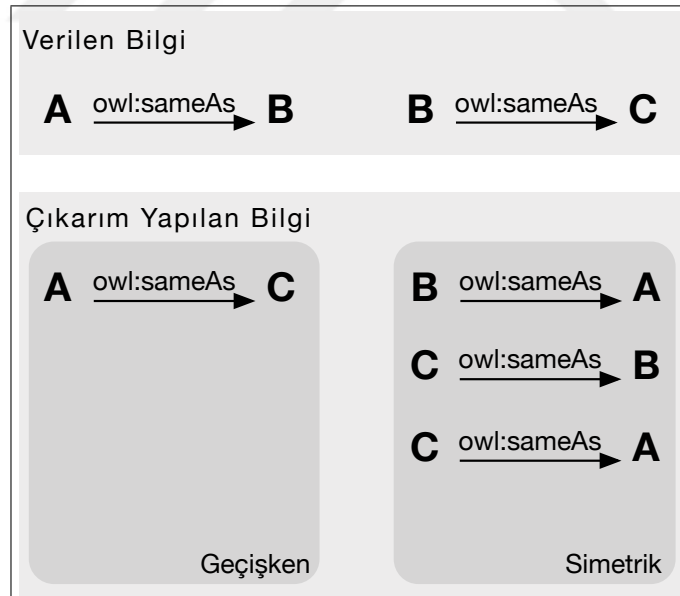 Verilen Bilgi
A owl:sameAs B B owl:sameAs C
Çıkarım Yapılan Bilgi
A owl:sameAs C B owl:sameAs A
C owl:sameAs B
C owl:sameAs A
Geçişken Simetrik